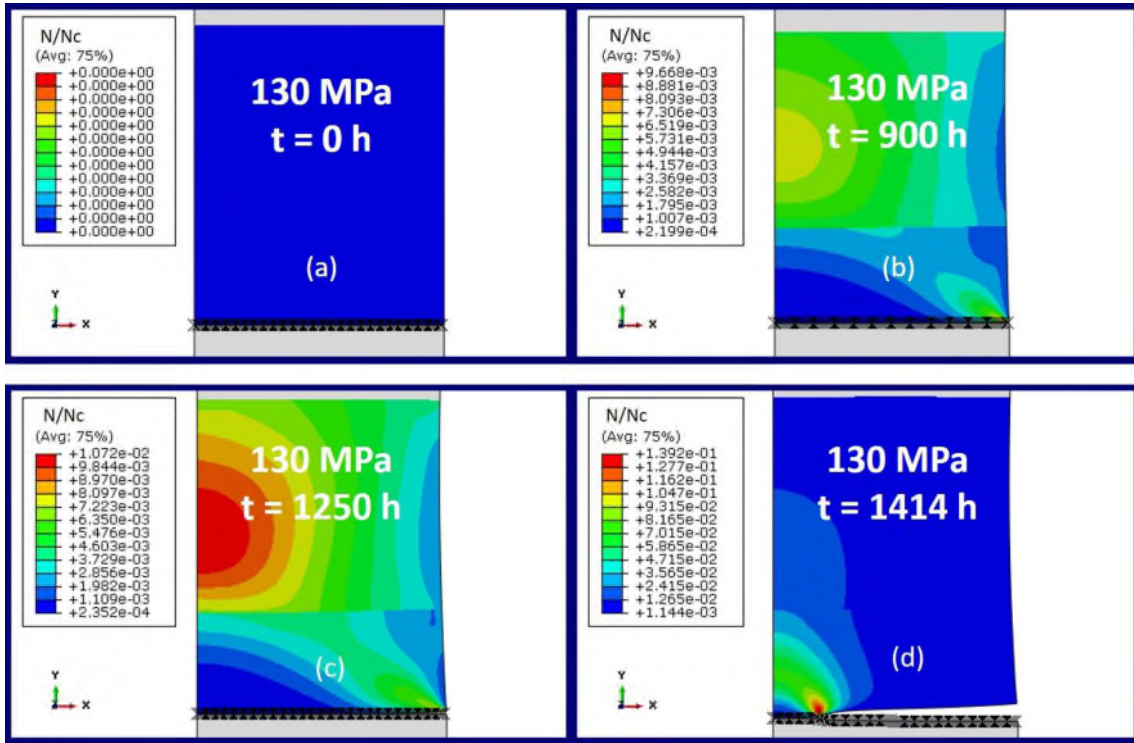 N/Nc
(Avg: 75%)
+0.000e+00
+0.000e+00
+0.000e+00
+0.000e+00
+0.000e+00
+0.000e+00
+0.000e+00
+0.000e+00
+0.000e+00
+0.000e+00
+0.000e+00
+0.000e+00
+0.000e+00
130 MPa
t = 0 h
(a)
Y
Z X
N/Nc
(Avg: 75%)
+9.668e-03
+8.881e-03
+8.093e-03
+7.306e-03
+6.519e-03
+5.731e-03
+4.944e-03
+4.157e-03
+3.369e-03
+2.582e-03
+1.795e-03
+1.007e-03
+2.199e-04
130 MPa
t = 900 h
(b)
Y
Z X
N/Nc
(Avg: 75%)
+1.072e-02
+9.844e-03
+8.970e-03
+8.097e-03
+7.223e-03
+6.350e-03
+5.476e-03
+4.603e-03
+3.729e-03
+2.856e-03
+1.982e-03
+1.109e-03
+2.352e-04
130 MPa
t = 1250 h
(c)
Y
Z X
N/Nc
(Avg: 75%)
+1.392e-01
+1.277e-01
+1.162e-01
+1.047e-01
+9.315e-02
+8.165e-02
+7.015e-02
+5.865e-02
+4.715e-02
+3.565e-02
+2.415e-02
+1.265e-02
+1.144e-03
130 MPa
t = 1414 h
(d)
Y
Z X